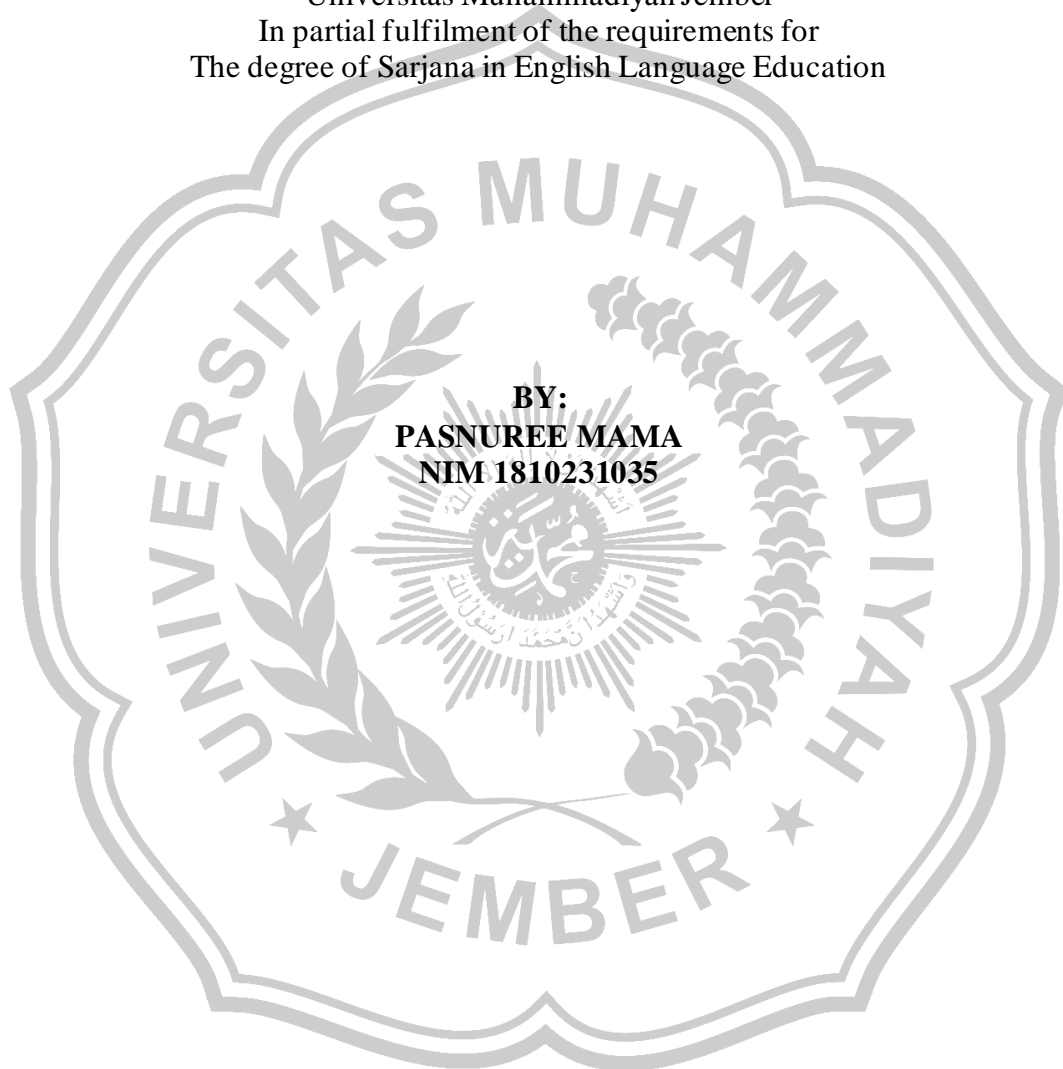 Universitas Muhammadiyah Jember
In partial fulfilment of the requirements for
The degree of Sarjana in English Language Education
UNIVERSITAS MUHAMMADIYAH
BY:
PASNUREE MAMA
NIM 1810231035
JEMBER